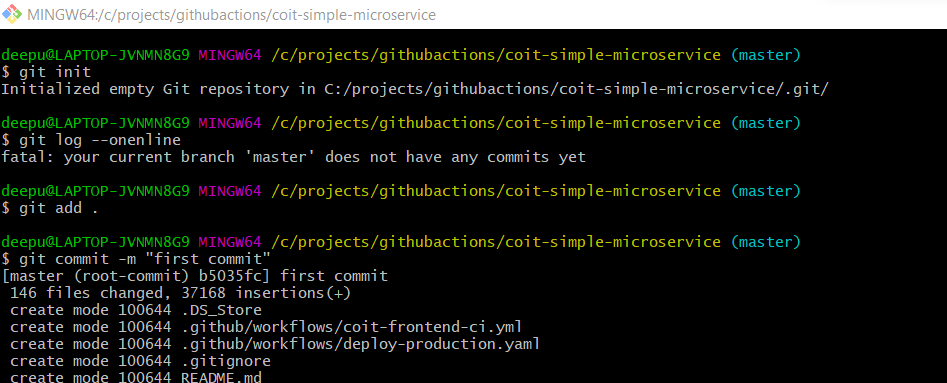 MINGW64:/c/projects/githubactions/coit-simple-microservice
deepu@LAPTOP-JVNMN8G9 MINGW64 /c/projects/githubactions/coit-simple-microservice (master)
$ git init
Initialized empty Git repository in C:/projects/githubactions/coit-simple-microservice/.git/
deepu@LAPTOP-JVNMN8G9 MINGW64 /c/projects/githubactions/coit-simple-microservice (master)
$ git log --onenline
fatal: your current branch 'master' does not have any commits yet
deepu@LAPTOP-JVNMN8G9 MINGW64 /c/projects/githubactions/coit-simple-microservice (master)
$ git add .
deepu@LAPTOP-JVNMN8G9 MINGW64 /c/projects/githubactions/coit-simple-microservice (master)
$ git commit -m "first commit"
[master (root-commit) b5035fc] first commit
 146 files changed, 37168 insertions(+)
 create mode 100644 .DS_Store
 create mode 100644 .github/workflows/coit-frontend-ci.yml
 create mode 100644 .github/workflows/deploy-production.yaml
 create mode 100644 .gitignore
 create mode 100644 README.md